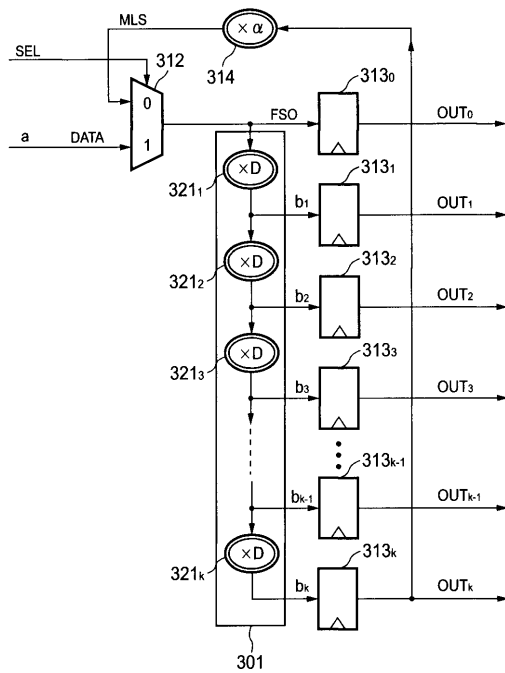 MLS
× α
SEL
312
314
0
313₀
FSO
OUT₀
a
DATA
1
×D
321₁
313₁
b₁
OUT₁
×D
321₂
313₂
b₂
OUT₂
×D
321₃
313₃
b₃
OUT₃
313ₖ₋₁
bₖ₋₁
OUTₖ₋₁
×D
321ₖ
313ₖ
bₖ
OUTₖ
301